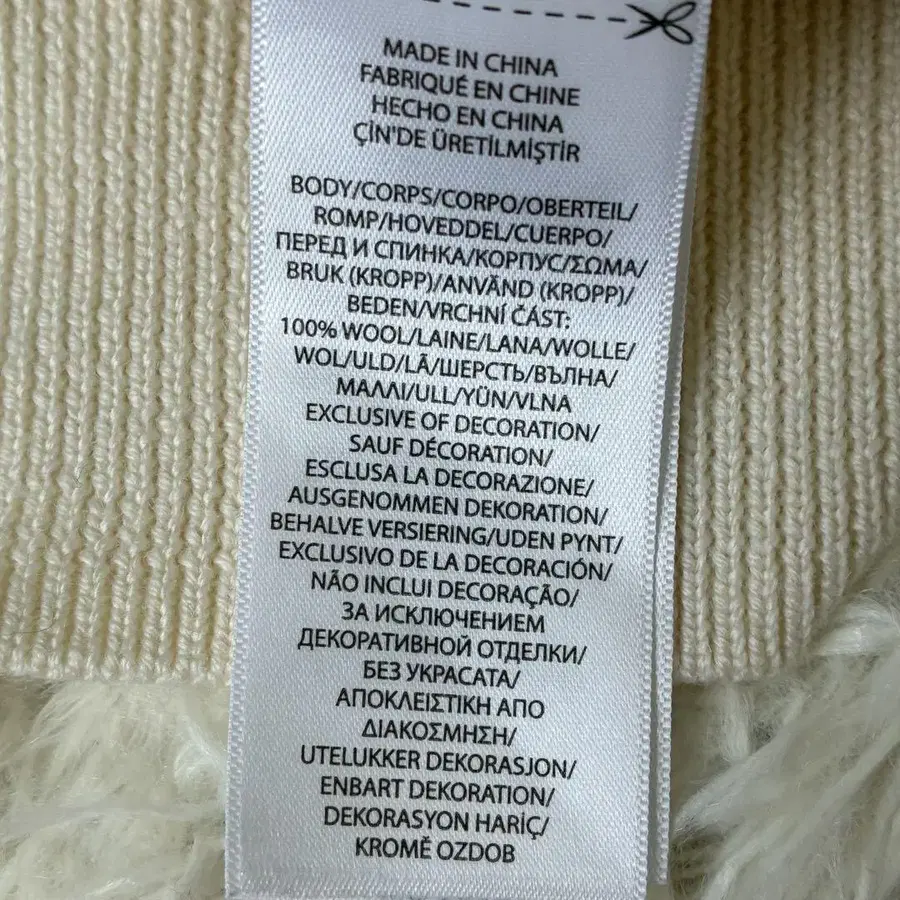 MADE IN CHINA
FABRIQUÉ EN CHINE
HECHO EN CHINA
ÇİN'DE ÜRETİLMİŞTİR
BODY/CORPS/CORPO/OBERTEIL/
ROMP/HOVEDDEL/CUERPO/
ПЕРЕД И СПИНКА/КОРПУС/ΣΩΜΑ/
BRUK (KROPP)/ANVÄND (KROPP)/
BEDEN/VRCHNÍ ČÁST:
100% WOOL/LAINE/LANA/WOLLE/
WOL/ULD/LÃ/ШЕРСТЬ/ВЪЛНА/
ΜΑΛΛΙ/ULL/YÜN/VLNA
EXCLUSIVE OF DECORATION/
SAUF DÉCORATION/
ESCLUSA LA DECORAZIONE/
AUSGENOMMEN DEKORATION/
BEHALVE VERSIERING/UDEN PYNT/
EXCLUSIVO DE LA DECORACIÓN/
NÃO INCLUI DECORAÇÃO/
ЗА ИСКЛЮЧЕНИЕМ
ДЕКОРАТИВНОЙ ОТДЕЛКИ/
БЕЗ УКРАСАТА/
ΑΠΟΚΛΕΙΣΤΙΚΗ ΑΠΟ
ΔΙΑΚΟΣΜΗΣΗ/
UTELUKKER DEKORASJON/
ENBART DEKORATION/
DEKORASYON HARİÇ/
KROMĚ OZDOB